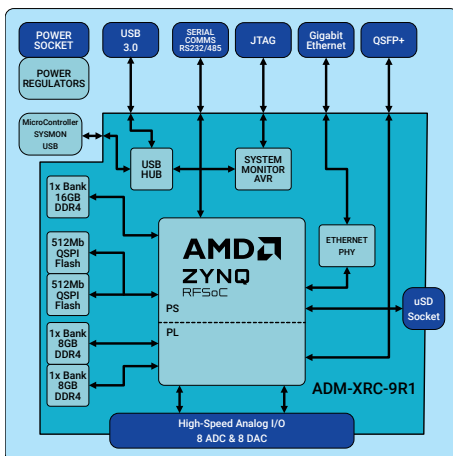 POWER
SOCKET
POWER
REGULATORS
USB
3.0
SERIAL
COMMS
RS232/485
JTAG
Gigabit
Ethernet
QSFP+
MicroController
SYSMON
USB
USB
HUB
SYSTEM
MONITOR
AVR
1x Bank
16GB
DDR4
512Mb
QSPI
Flash
512Mb
QSPI
Flash
1x Bank
8GB
DDR4
1x Bank
8GB
DDR4
AMD
ZYNQ
RFSoC
PS
PL
ETHERNET
PHY
uSD
Socket
ADM-XRC-9R1
High-Speed Analog I/O
8 ADC & 8 DAC